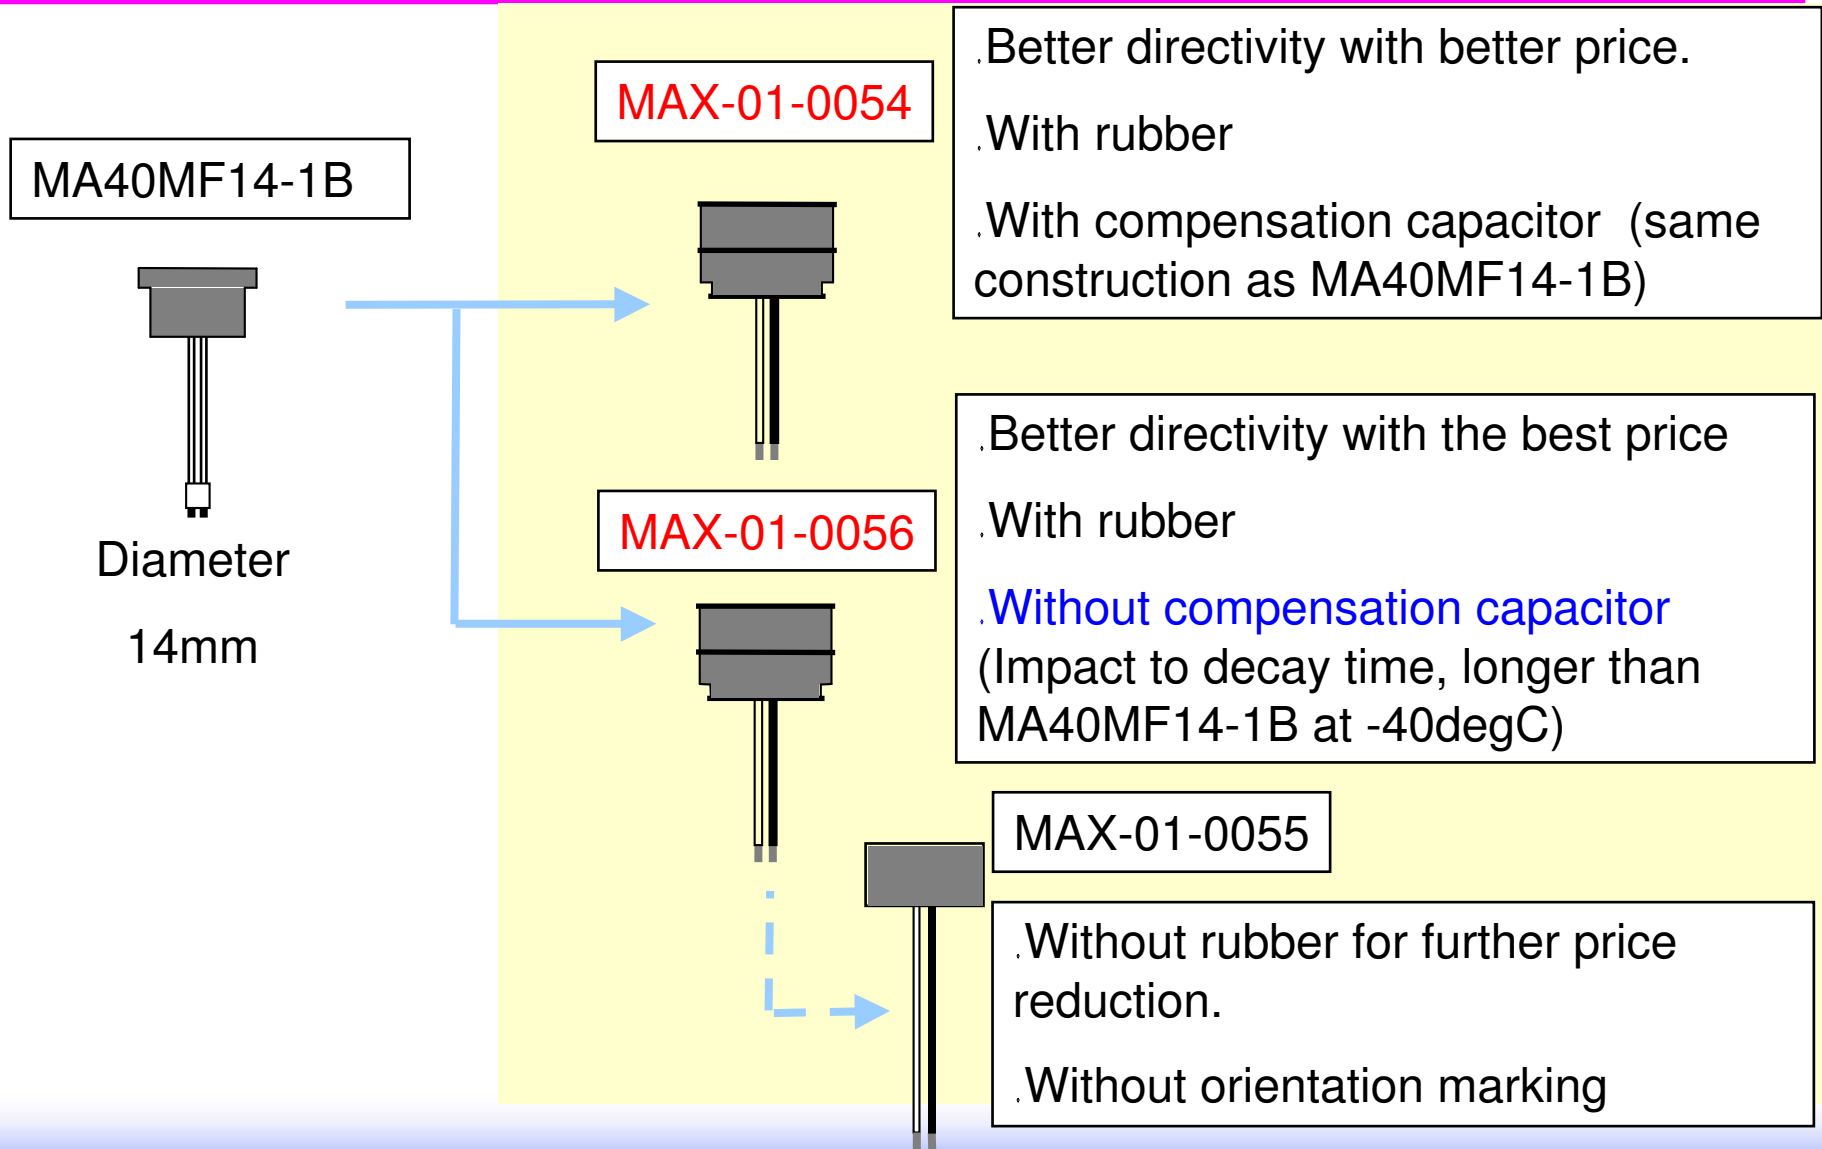 MA40MF14-1B
Diameter
14mm
MAX-01-0054
.Better directivity with better price.
.With rubber
.With compensation capacitor (same
construction as MA40MF14-1B)
MAX-01-0056
.Better directivity with the best price
.With rubber
.Without compensation capacitor
(Impact to decay time, longer than
MA40MF14-1B at -40degC)
MAX-01-0055
.Without rubber for further price
reduction.
.Without orientation marking